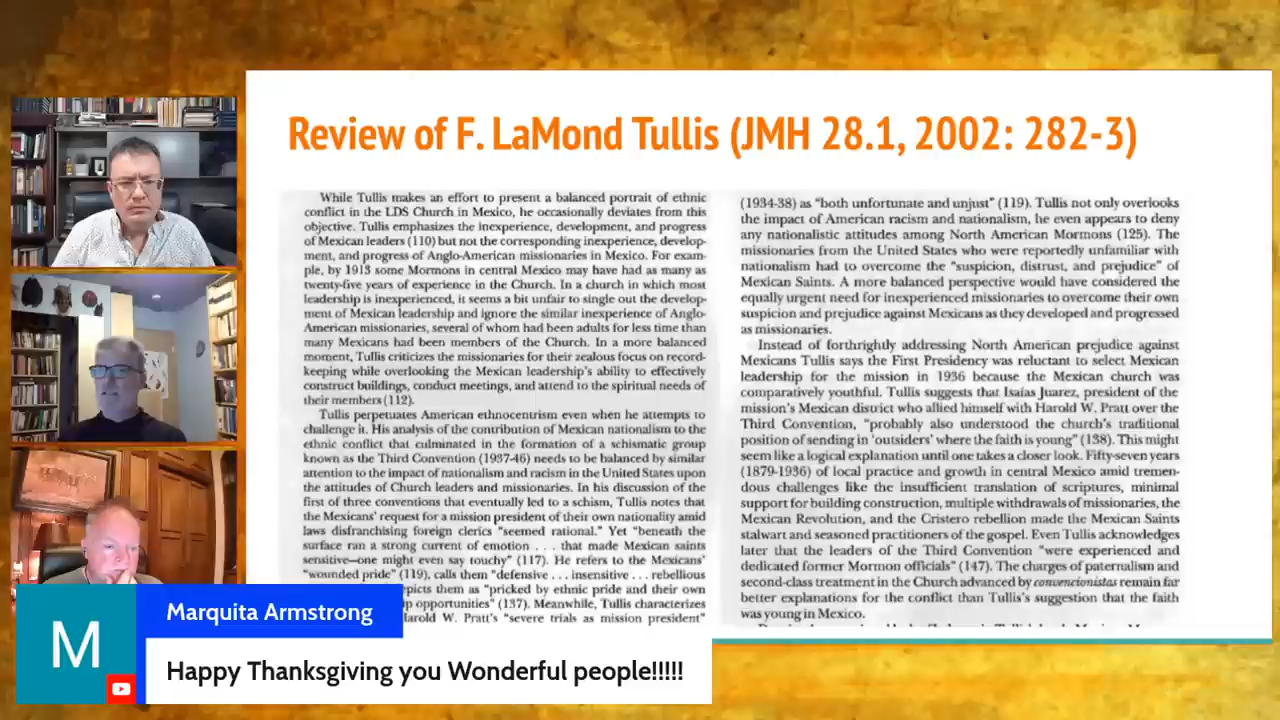 Review of F. LaMond Tullis (JMH 28.1, 2002: 282-3)
While Tullis makes an effort to present a balanced portrait of ethnic
conflict in the LDS Church in Mexico, he occasionally deviates from this
objective. Tullis emphasizes the inexperience, development, and progress
of Mexican leaders (110) but not the corresponding inexperience, develop-
ment, and progress of Anglo-American missionaries in Mexico. For exam-
ple, by 1913 some Mormons in central Mexico may have had as many as
twenty-five years of experience in the Church. In a church in which most
leadership is inexperienced, it seems a bit unfair to single out the develop-
ment of Mexican leadership and ignore the similar inexperience of Anglo-
American missionaries, several of whom had been adults for less time than
many Mexicans had been members of the Church. In a more balanced
moment, Tullis criticizes the missionaries for their zealous focus on record-
keeping while overlooking the Mexican leadership's ability to effectively
construct buildings, conduct meetings, and attend to the spiritual needs of
their members (112).
Tullis perpetuates American ethnocentrism even when he attempts to
challenge it. His analysis of the contribution of Mexican nationalism to the
ethnic conflict that culminated in the formation of a schismatic group
known as the Third Convention (1937-46) needs to be balanced by similar
attention to the impact of nationalism and racism in the United States upon
the attitudes of Church leaders and missionaries. In his discussion of the
first of three conventions that eventually led to a schism, Tullis notes that
the Mexicans' request for a mission president of their own nationality amid
laws disfranchising foreign clerics "seemed rational." Yet "beneath the
surface ran a strong current of emotion . . . that made Mexican saints
sensitive—one might even say touchy" (117). He refers to the Mexicans'
"wounded pride" (119), calls them "defensive . . . insensitive . . . rebellious
epicts them as "pricked by ethnic pride and their own
p opportunities" (137). Meanwhile, Tullis characterizes
arold W. Pratt's "severe trials as mission president"
(1934-38) as "both unfortunate and unjust" (119). Tullis not only overlooks
the impact of American racism and nationalism, he even appears to deny
any nationalistic attitudes among North American Mormons (125). The
missionaries from the United States who were reportedly unfamiliar with
nationalism had to overcome the "suspicion, distrust, and prejudice" of
Mexican Saints. A more balanced perspective would have considered the
equally urgent need for inexperienced missionaries to overcome their own
suspicion and prejudice against Mexicans as they developed and progressed
as missionaries.
Instead of forthrightly addressing North American prejudice against
Mexicans Tullis says the First Presidency was reluctant to select Mexican
leadership for the mission in 1936 because the Mexican church was
comparatively youthful. Tullis suggests that Isaías Juarez, president of the
mission's Mexican district who allied himself with Harold W. Pratt over the
Third Convention, "probably also understood the church's traditional
position of sending in 'outsiders' where the faith is young" (138). This might
seem like a logical explanation until one takes a closer look. Fifty-seven years
(1879-1936) of local practice and growth in central Mexico amid tremen-
dous challenges like the insufficient translation of scriptures, minimal
support for building construction, multiple withdrawals of missionaries, the
Mexican Revolution, and the Cristero rebellion made the Mexican Saints
stalwart and seasoned practitioners of the gospel. Even Tullis acknowledges
later that the leaders of the Third Convention "were experienced and
dedicated former Mormon officials" (147). The charges of paternalism and
second-class treatment in the Church advanced by convencionistas remain far
better explanations for the conflict than Tullis's suggestion that the faith
was young in Mexico.
M
Marquita Armstrong
Happy Thanksgiving you Wonderful people!!!!!